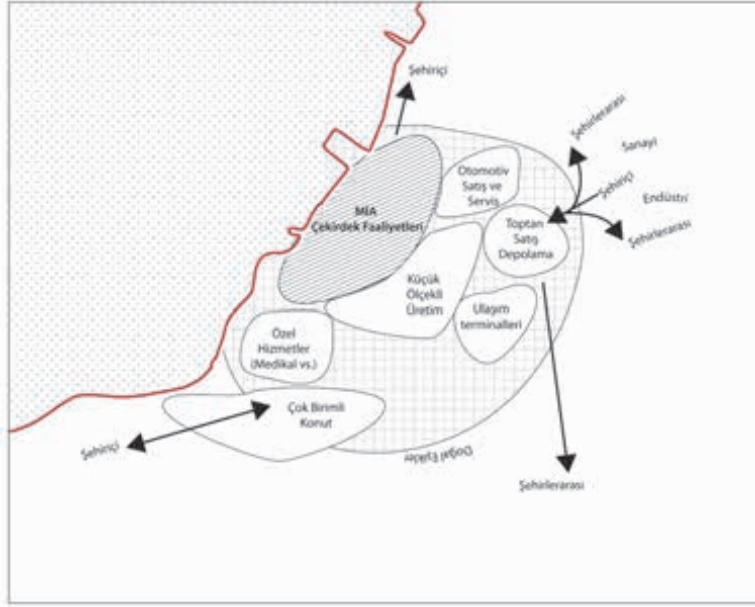 Şehiriçi
Şehirlerarası
Sanayi
Şehiriçi
Endüstri
Şehirlerarası
Otomotiv
Satış ve
Servis
MİA
Çekirdek Faaliyetleri
Toptan
Satış
Depolama
Küçük
Ölçekli
Üretim
Ulaşım
terminalleri
Özel
Hizmetler
(Medikal vs.)
Çok Birimli
Konut
Şehiriçi
Doğal Eşikler
Şehirlerarası